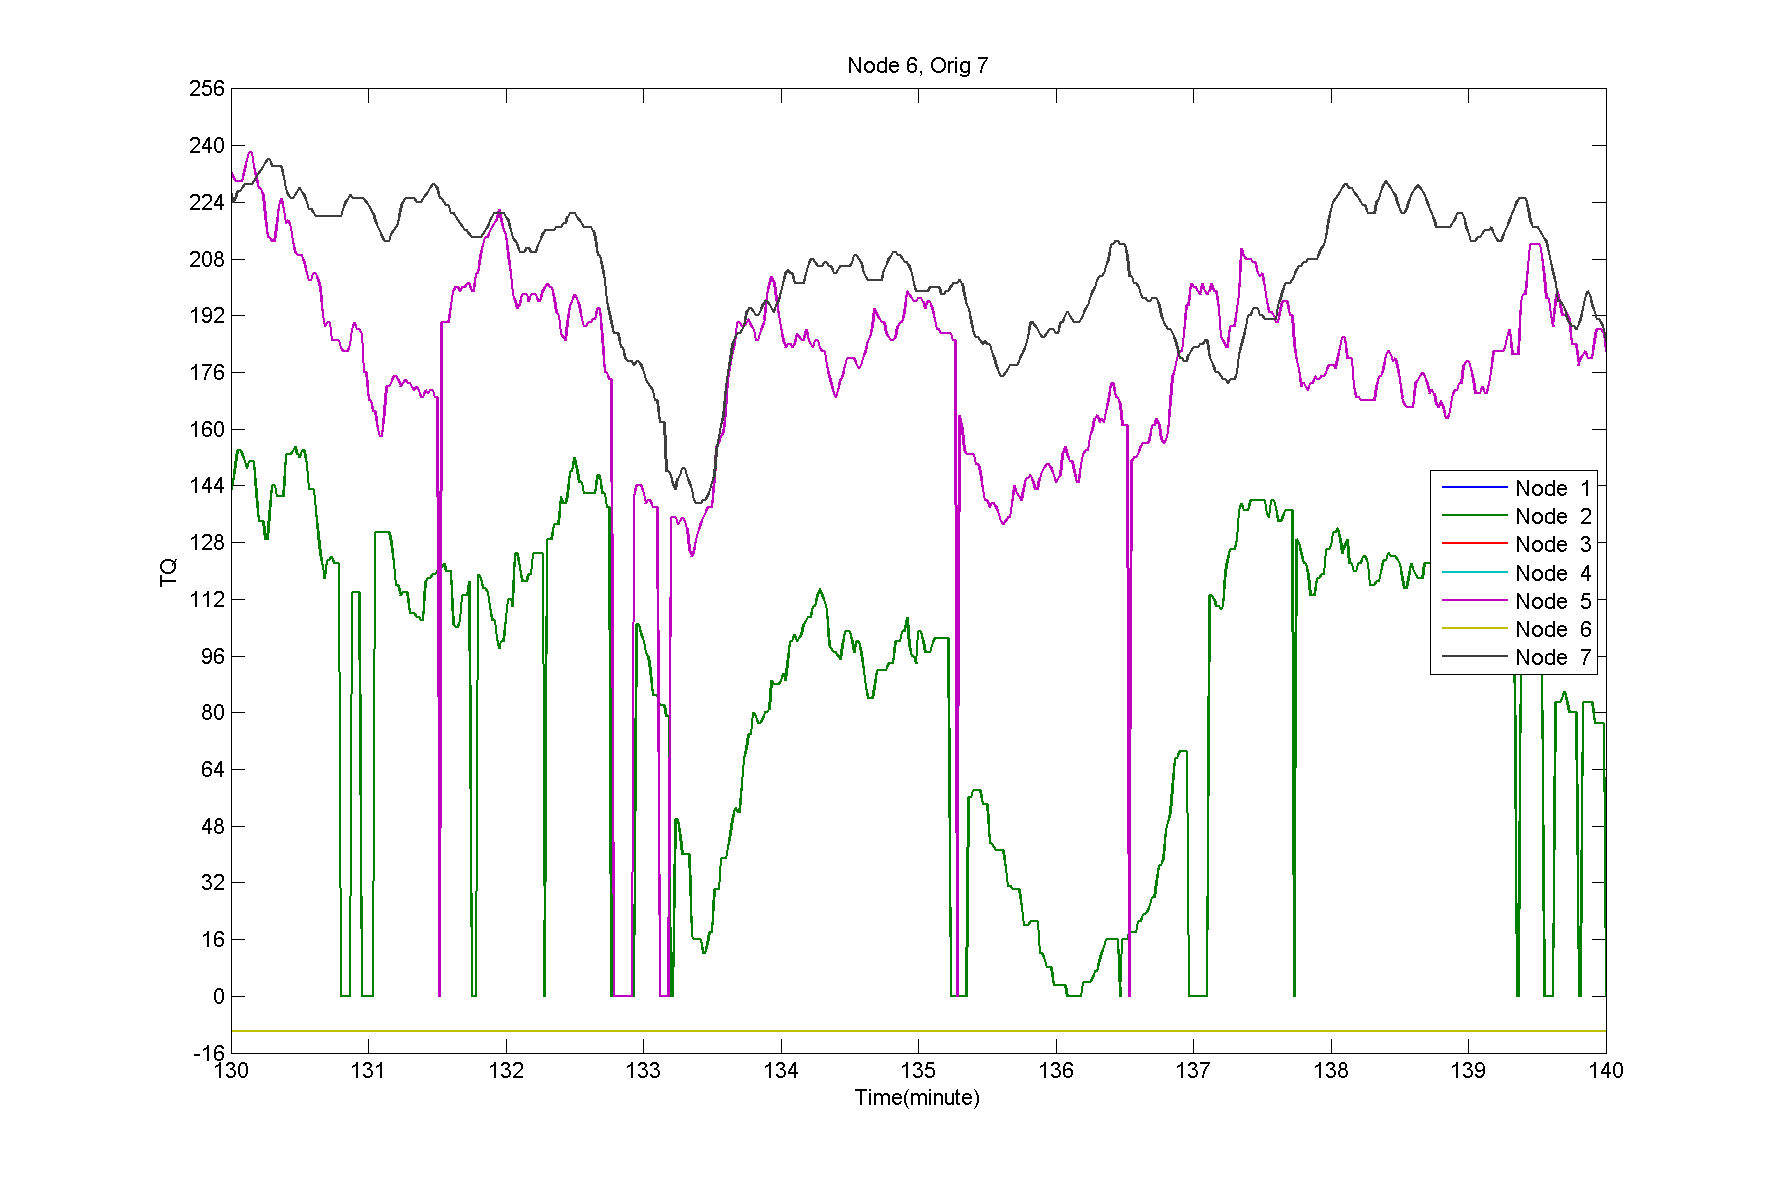 Node 6, Orig 7
256
240
224
208
192
176
160
144
128
112
96
80
64
48
32
16
0
-16
TQ
130 131 132 133 134 135 136 137 138 139 140
Time(minute)
Node 1
Node 2
Node 3
Node 4
Node 5
Node 6
Node 7